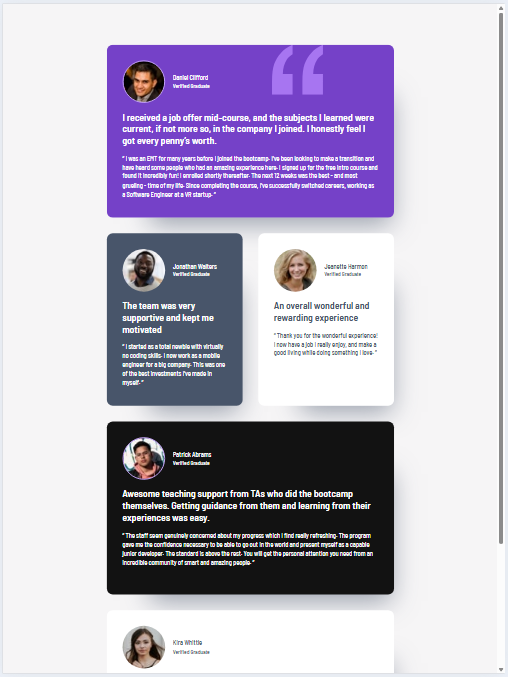 Daniel Clifford
Verified Graduate
I received a job offer mid-course, and the subjects I learned were
current, if not more so, in the company I joined. I honestly feel I
got every penny's worth.
“ I was an EMT for many years before I joined the bootcamp. I've been looking to make a transition and
have heard some people who had an amazing experience here. I signed up for the free intro course and
found it incredibly fun! I enrolled shortly thereafter. The next 12 weeks was the best - and most
grueling - time of my life. Since completing the course, I've successfully switched careers, working as
a Software Engineer at a VR startup. ”
Jonathan Walters
Verified Graduate
The team was very
supportive and kept me
motivated
“ I started as a total newbie with virtually
no coding skills. I now work as a mobile
engineer for a big company. This was one
of the best investments I've made in
myself. ”
Jeanette Harmon
Verified Graduate
An overall wonderful and
rewarding experience
“ Thank you for the wonderful experience!
I now have a job I really enjoy, and make a
good living while doing something I love. ”
Patrick Abrams
Verified Graduate
Awesome teaching support from TAs who did the bootcamp
themselves. Getting guidance from them and learning from their
experiences was easy.
“ The staff seem genuinely concerned about my progress which I find really refreshing. The program
gave me the confidence necessary to be able to go out in the world and present myself as a capable
junior developer. The standard is above the rest. You will get the personal attention you need from an
incredible community of smart and amazing people. ”
Kira Whittle
Verified Graduate